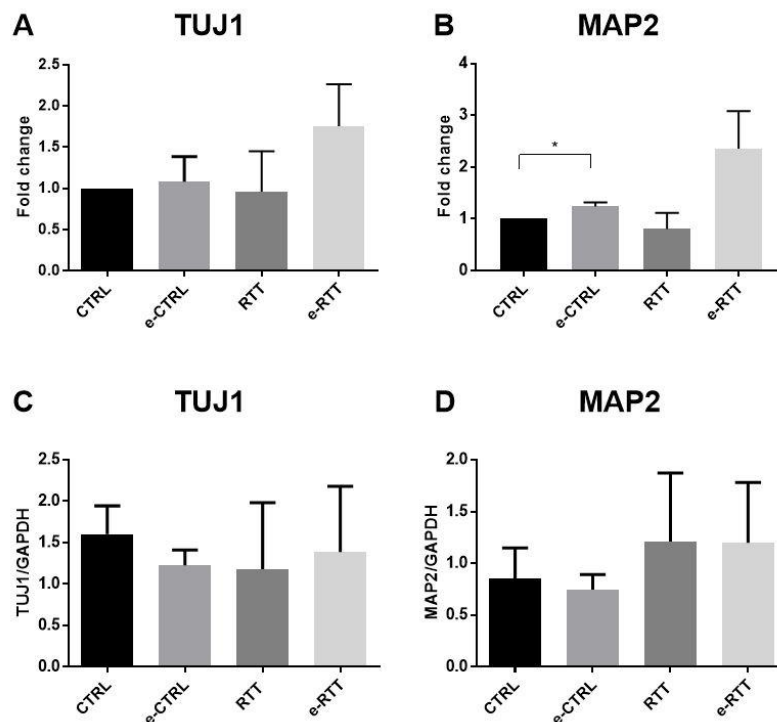 A TUJ1
Fold change
2.5
2.0
1.5
1.0
0.5
0.0
CTRL
e-CTRL
RTT
e-RTT
B MAP2
Fold change
4
3
2
1
0
*
CTRL
e-CTRL
RTT
e-RTT
C TUJ1
TUJ1/GAPDH
2.5
2.0
1.5
1.0
0.5
0.0
CTRL
e-CTRL
RTT
e-RTT
D MAP2
MAP2/GAPDH
2.0
1.5
1.0
0.5
0.0
CTRL
e-CTRL
RTT
e-RTT